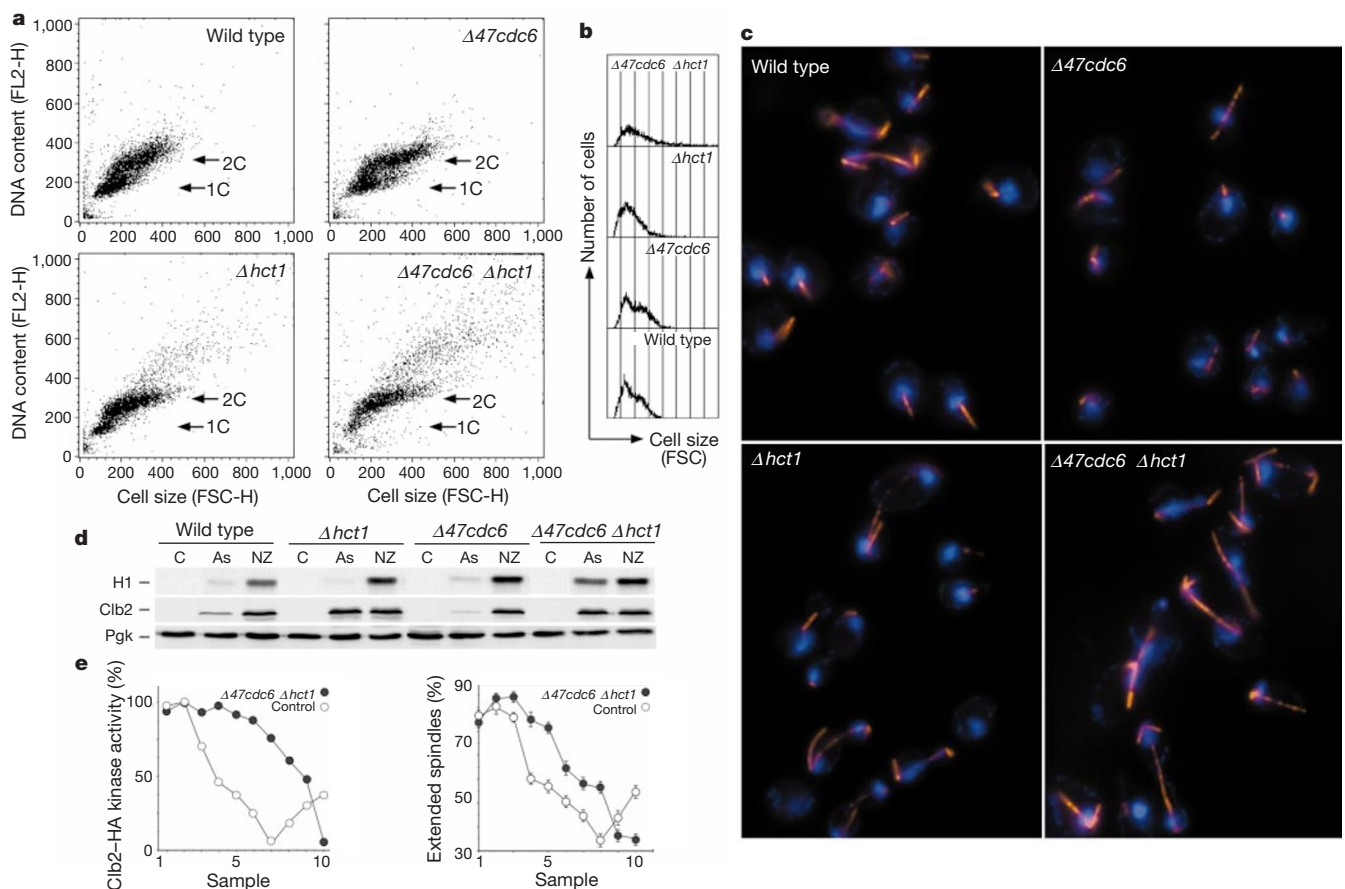 a
Wild type
Δ47cdc6
DNA content (FL2-H)
1,000
800
600
400
200
0
2C
1C
0 200 400 600 800 1,000
2C
1C
0 200 400 600 800 1,000
Δhct1
Δ47cdc6 Δhct1
DNA content (FL2-H)
1,000
800
600
400
200
0
2C
1C
0 200 400 600 800 1,000
Cell size (FSC-H)
2C
1C
0 200 400 600 800 1,000
Cell size (FSC-H)
b
Δ47cdc6 Δhct1
Δhct1
Δ47cdc6
Wild type
Number of cells
Cell size
(FSC)
c
Wild type
Δ47cdc6
Δhct1
Δ47cdc6 Δhct1
d
Wild type Δhct1 Δ47cdc6 Δ47cdc6 Δhct1
C As NZ C As NZ C As NZ C As NZ
H1
Clb2
Pgk
e
Clb2–HA kinase activity (%)
100
50
0
Δ47cdc6 Δhct1
Control
1 5 10
Sample
Extended spindles (%)
90
70
50
30
Δ47cdc6 Δhct1
Control
1 5 10
Sample